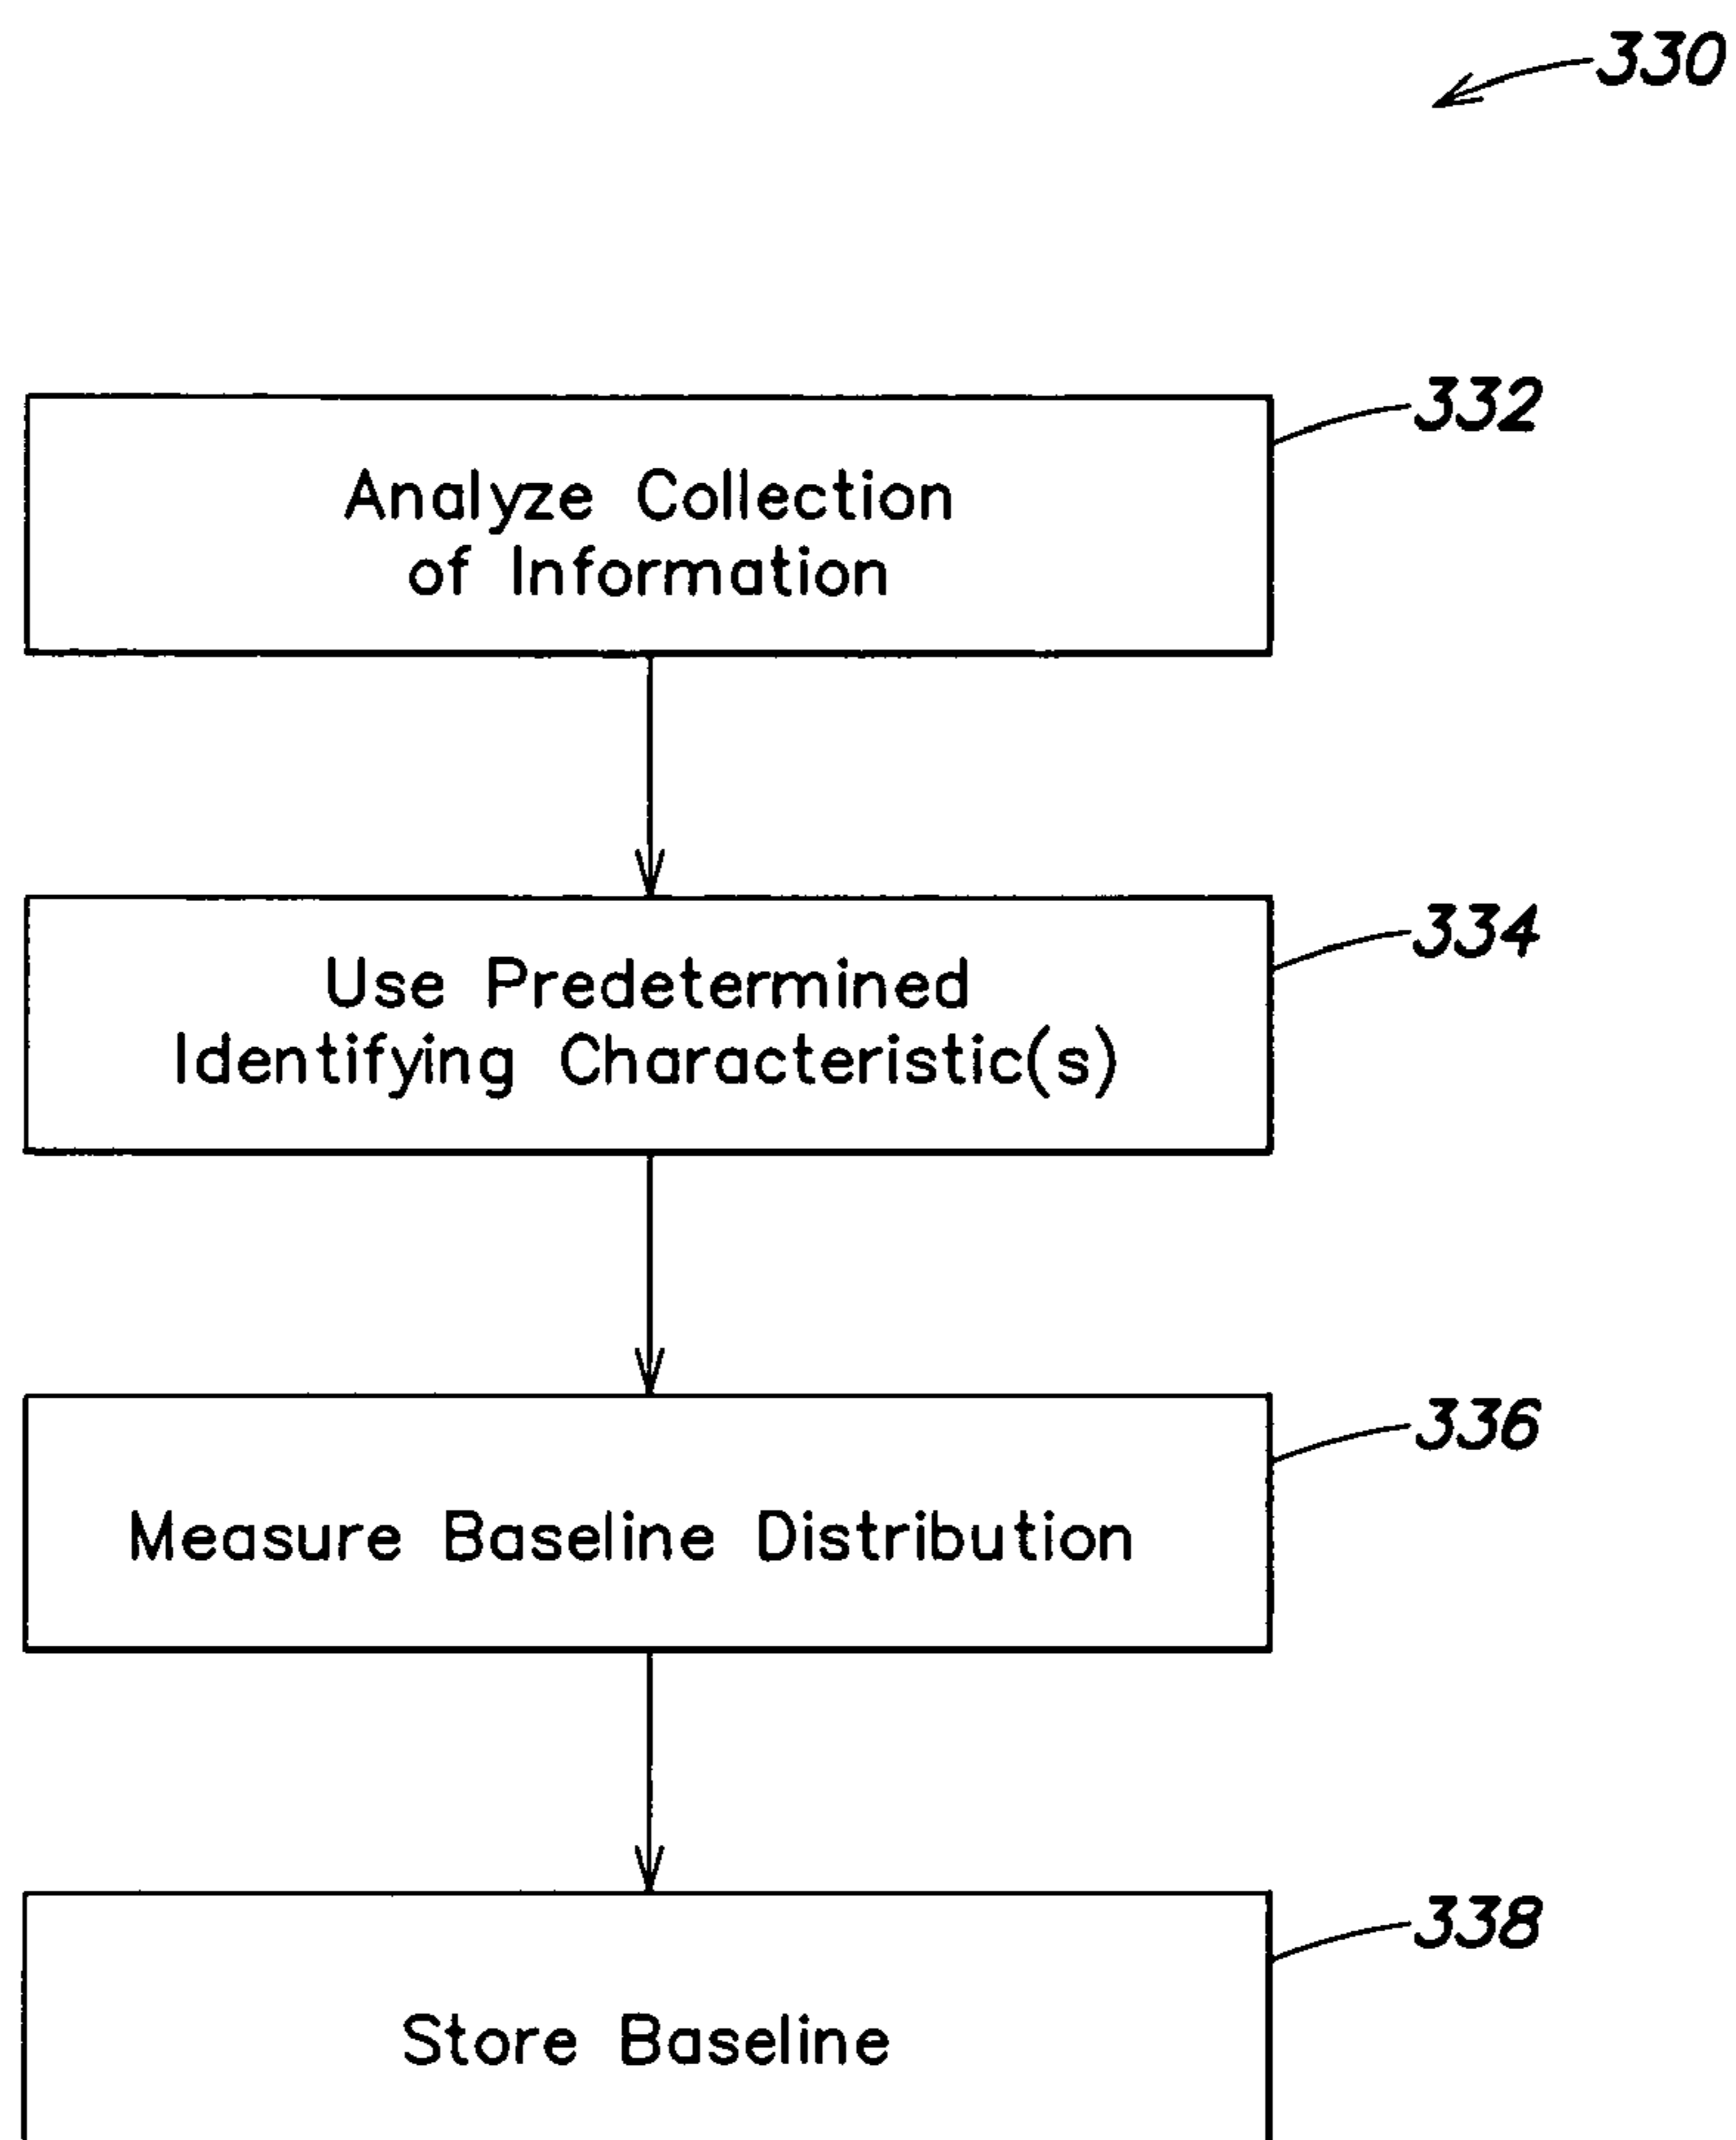 330
332
Analyze Collection
of Information
334
Use Predetermined
Identifying Characteristic(s)
336
Measure Baseline Distribution
338
Store Baseline